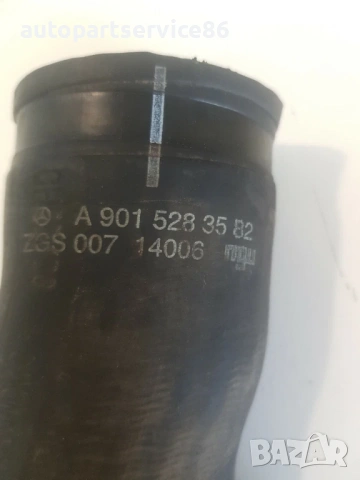 autopartservice86
A 901 528 35 82
ZGS 007 14006
BAZAR